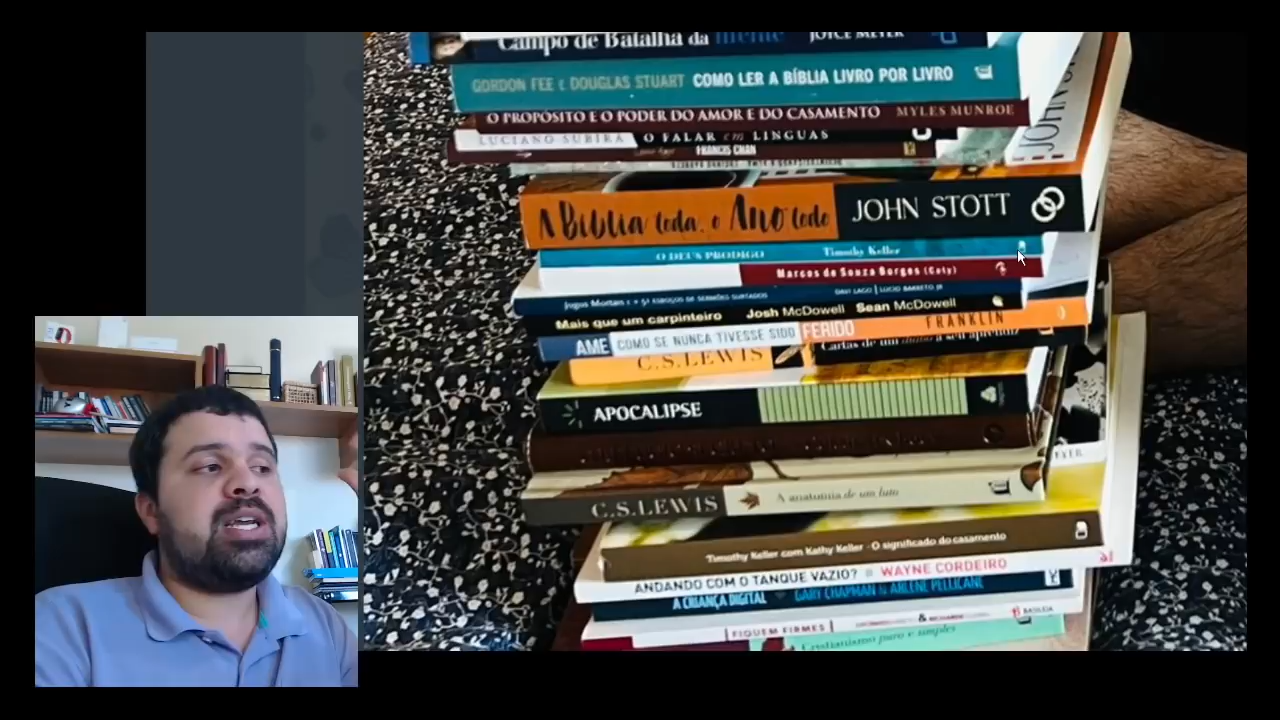 Campo de Batalha da mente JOYCE MEYER
GORDON FEE e DOUGLAS STUART COMO LER A BÍBLIA LIVRO POR LIVRO
O PROPÓSITO E O PODER DO AMOR E DO CASAMENTO MYLES MUNROE
LUCIANO SUBIRÁ O FALAR em LÍNGUAS
FRANCIS CHAN
A Bíblia toda, o Ano todo JOHN STOTT
O DEUS PRÓDIGO Timothy Keller
Marcos de Souza Borges (Coty)
Mais que um carpinteiro Josh McDowell Sean McDowell
AME COMO SE NUNCA TIVESSE SIDO FERIDO FRANKLIN
Cartas de um diabo a seu aprendiz
C.S.LEWIS
APOCALIPSE
C.S.LEWIS A anatomia de um luto
Timothy Keller com Kathy Keller · O significado do casamento
ANDANDO COM O TANQUE VAZIO? WAYNE CORDEIRO
A CRIANÇA DIGITAL GARY CHAPMAN & ARLENE PELLICANE
FIQUEM FIRMES
Cristianismo puro e simples